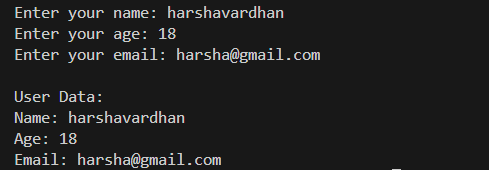 Enter your name: harshavardhan
Enter your age: 18
Enter your email: harsha@gmail.com
User Data:
Name: harshavardhan
Age: 18
Email: harsha@gmail.com